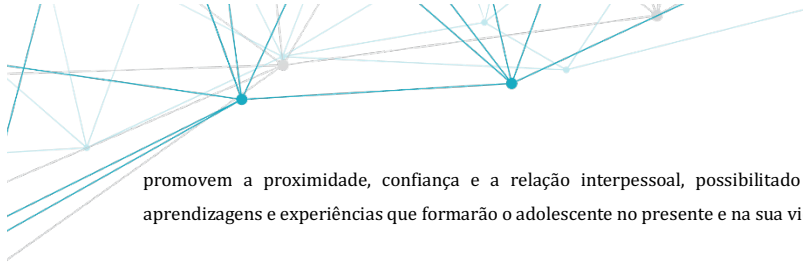 promovem a proximidade, confiança e a relação interpessoal, possibilitado
aprendizagens e experiências que formarão o adolescente no presente e na sua vi